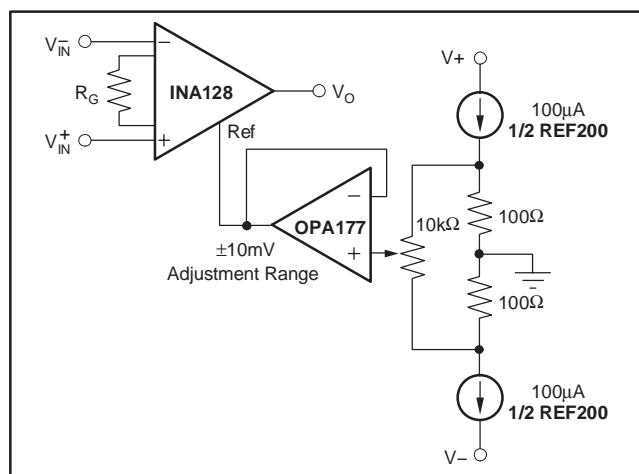 V−IN
−
INA128
RG
VO
V+IN
+
Ref
V+
100µA
1/2 REF200
−
OPA177
+
10kΩ
100Ω
±10mV
Adjustment Range
100Ω
100µA
1/2 REF200
V−